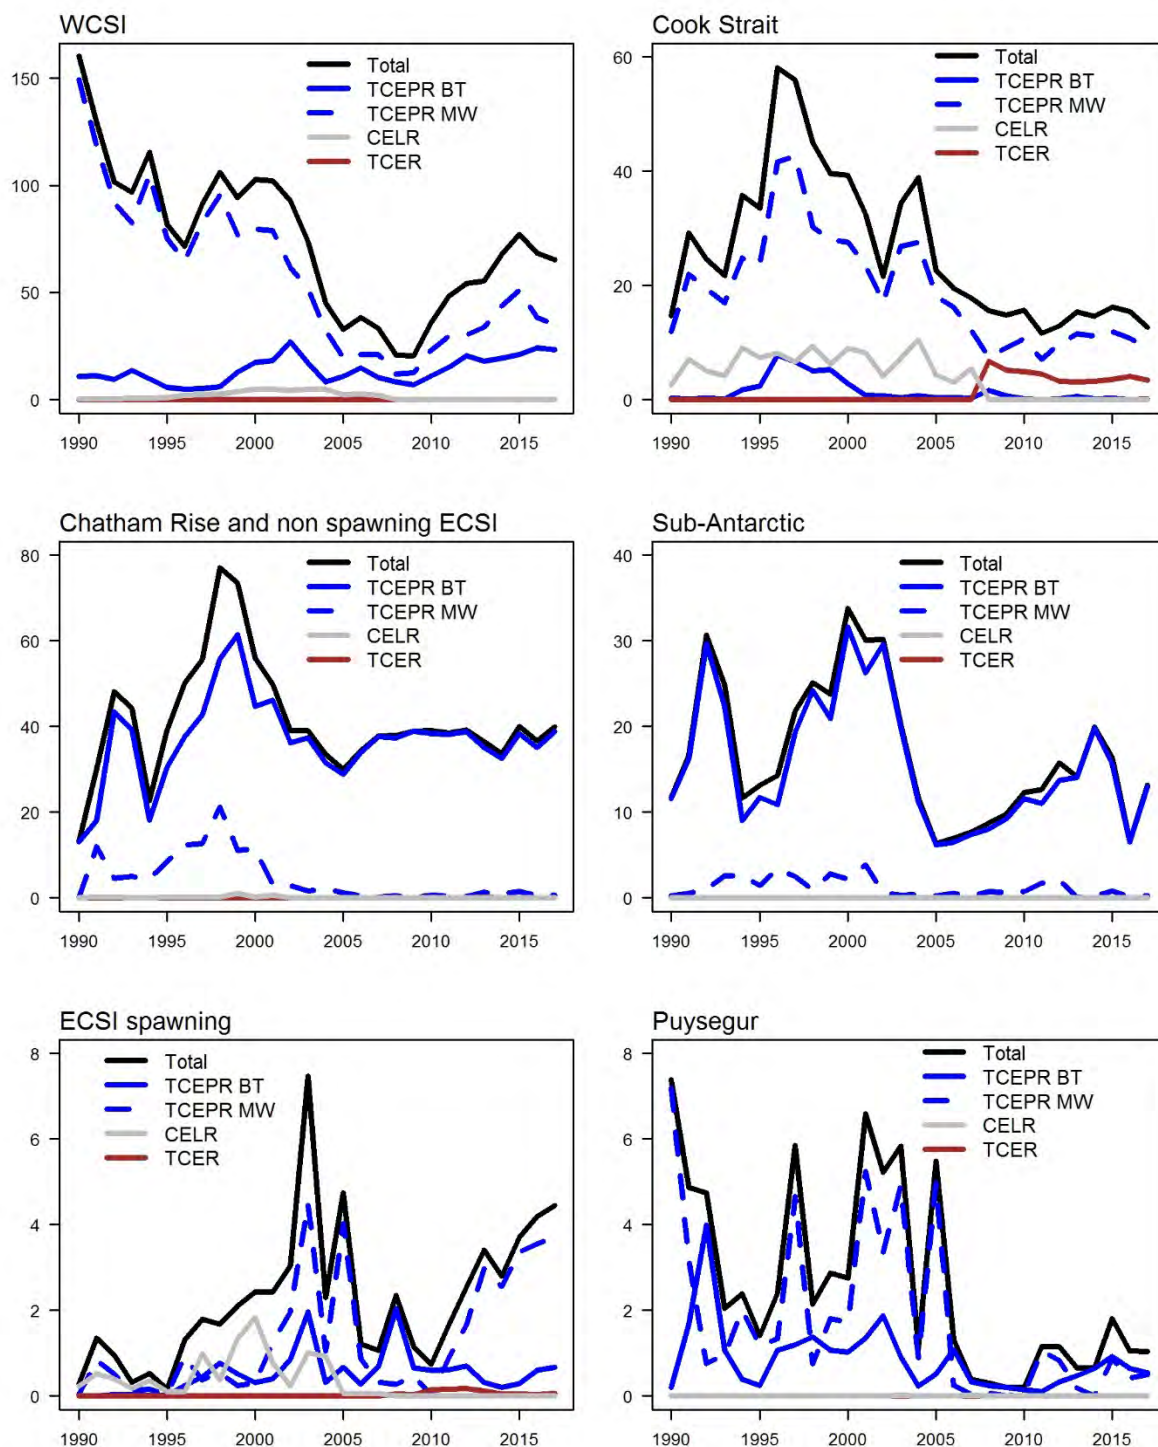 WCSI
150
100
50
0
Total
TCEPR BT
TCEPR MW
CELR
TCER
1990 1995 2000 2005 2010 2015
Cook Strait
60
40
20
0
Total
TCEPR BT
TCEPR MW
CELR
TCER
1990 1995 2000 2005 2010 2015
Chatham Rise and non spawning ECSI
80
60
40
20
0
Total
TCEPR BT
TCEPR MW
CELR
TCER
1990 1995 2000 2005 2010 2015
Sub-Antarctic
40
30
20
10
0
Total
TCEPR BT
TCEPR MW
CELR
TCER
1990 1995 2000 2005 2010 2015
ECSI spawning
8
6
4
2
0
Total
TCEPR BT
TCEPR MW
CELR
TCER
1990 1995 2000 2005 2010 2015
Puysegur
8
6
4
2
0
Total
TCEPR BT
TCEPR MW
CELR
TCER
1990 1995 2000 2005 2010 2015